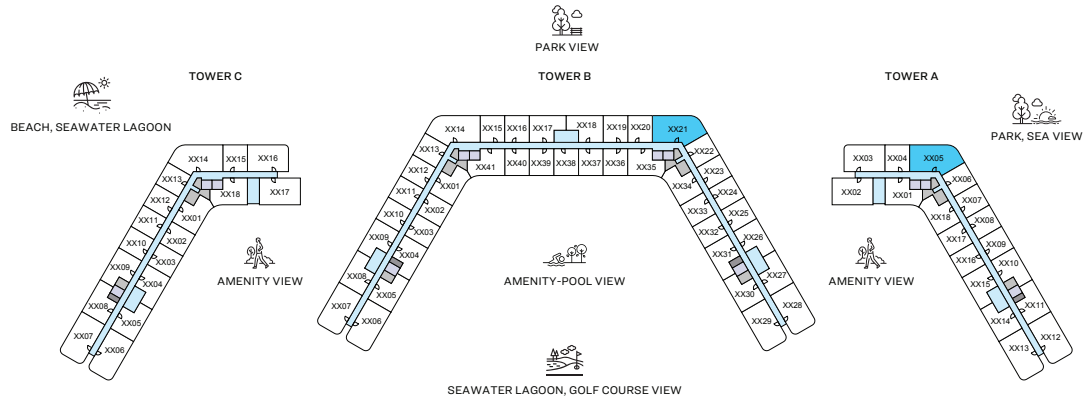 PARK VIEW
TOWER C
TOWER B
TOWER A
BEACH, SEAWATER LAGOON
PARK, SEA VIEW
XX14
XX15
XX16
XX13
XX12
XX11
XX10
XX09
XX08
XX07
XX06
XX05
XX04
XX03
XX02
XX01
XX18
XX17
AMENITY VIEW
XX14
XX15
XX16
XX17
XX18
XX19
XX20
XX21
XX13
XX12
XX11
XX10
XX09
XX08
XX07
XX06
XX05
XX04
XX03
XX02
XX01
XX41
XX40
XX39
XX38
XX37
XX36
XX35
XX34
XX33
XX32
XX31
XX30
XX29
XX22
XX23
XX24
XX25
XX26
XX27
XX28
AMENITY-POOL VIEW
XX03
XX04
XX05
XX02
XX01
XX06
XX07
XX08
XX09
XX10
XX11
XX12
XX18
XX17
XX16
XX15
XX14
XX13
AMENITY VIEW
SEAWATER LAGOON, GOLF COURSE VIEW